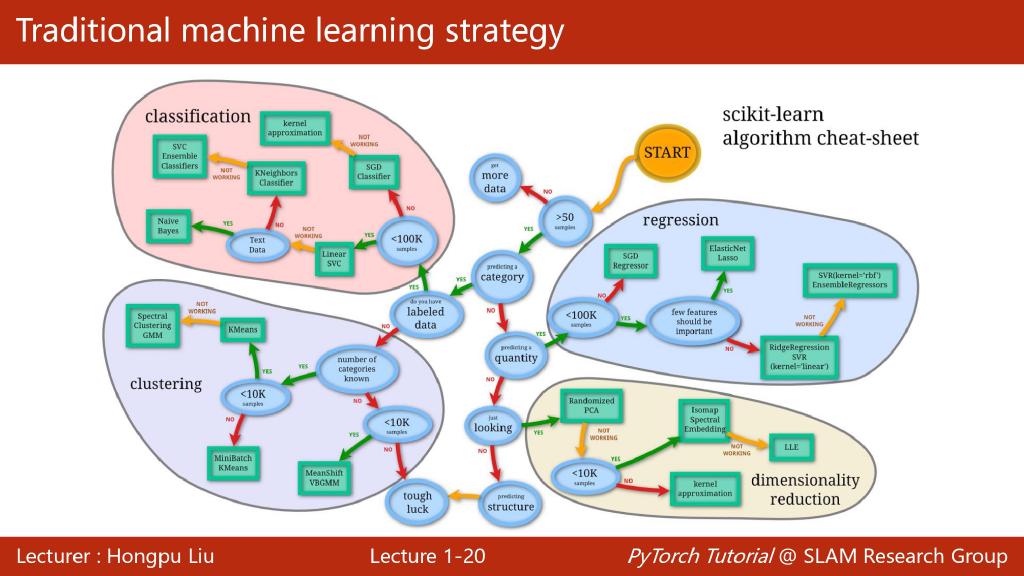 Traditional machine learning strategy
classification
kernel
approximation
NOT
WORKING
SVC
Ensemble
Classifiers
NOT
WORKING
KNeighbors
Classifier
SGD
Classifier
NO
Naive
Bayes
YES
NO
Text
Data
NOT
WORKING
Linear
SVC
YES
<100K
samples
YES
scikit-learn
algorithm cheat-sheet
START
get
more
data
NO
>50
samples
YES
predicting a
category
YES
NO
do you have
labeled
data
NO
predicting a
quantity
YES
NO
regression
SGD
Regressor
NO
<100K
samples
YES
ElasticNet
Lasso
YES
few features
should be
important
NO
SVR(kernel='rbf')
EnsembleRegressors
NOT
WORKING
RidgeRegression
SVR
(kernel='linear')
clustering
Spectral
Clustering
GMM
NOT
WORKING
KMeans
YES
number of
categories
known
YES
NO
<10K
samples
NO
MiniBatch
KMeans
<10K
samples
YES
NO
MeanShift
VBGMM
tough
luck
just
looking
YES
NO
predicting
structure
Randomized
PCA
NOT
WORKING
<10K
samples
YES
NO
Isomap
Spectral
Embedding
NOT
WORKING
LLE
kernel
approximation
dimensionality
reduction
Lecturer : Hongpu Liu
Lecture 1-20
PyTorch Tutorial @ SLAM Research Group